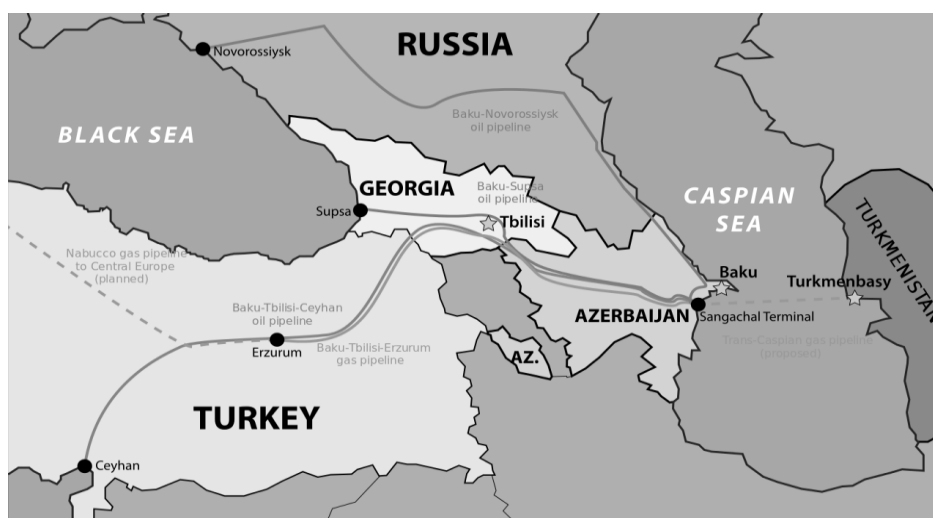 RUSSIA
Novorossiysk
Baku-Novorossiysk
oil pipeline
BLACK SEA
GEORGIA
Baku-Supsa
oil pipeline
CASPIAN
SEA
Supsa
Tbilisi
TURKMENISTAN
Nabucco gas pipeline
to Central Europe
(planned)
Baku
Turkmenbasy
Baku-Tbilisi-Ceyhan
oil pipeline
AZERBAIJAN
Sangachal Terminal
Erzurum
Baku-Tbilisi-Erzurum
gas pipeline
Trans-Caspian gas pipeline
(proposed)
AZ.
TURKEY
Ceyhan